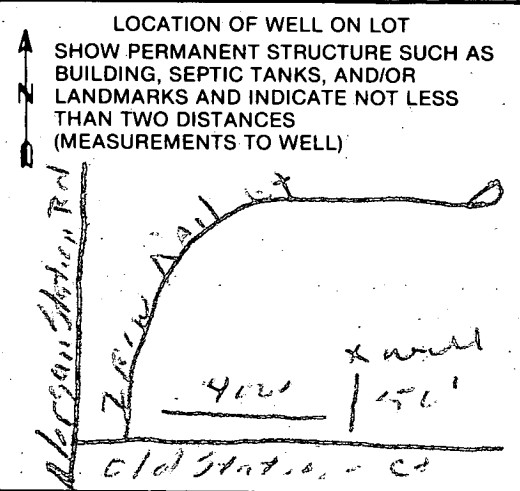 LOCATION OF WELL ON LOT
SHOW PERMANENT STRUCTURE SUCH AS
BUILDING, SEPTIC TANKS, AND/OR
LANDMARKS AND INDICATE NOT LESS
THAN TWO DISTANCES
(MEASUREMENTS TO WELL)
N
Morgan Station Rd
Ct
x well
Old Station Ct